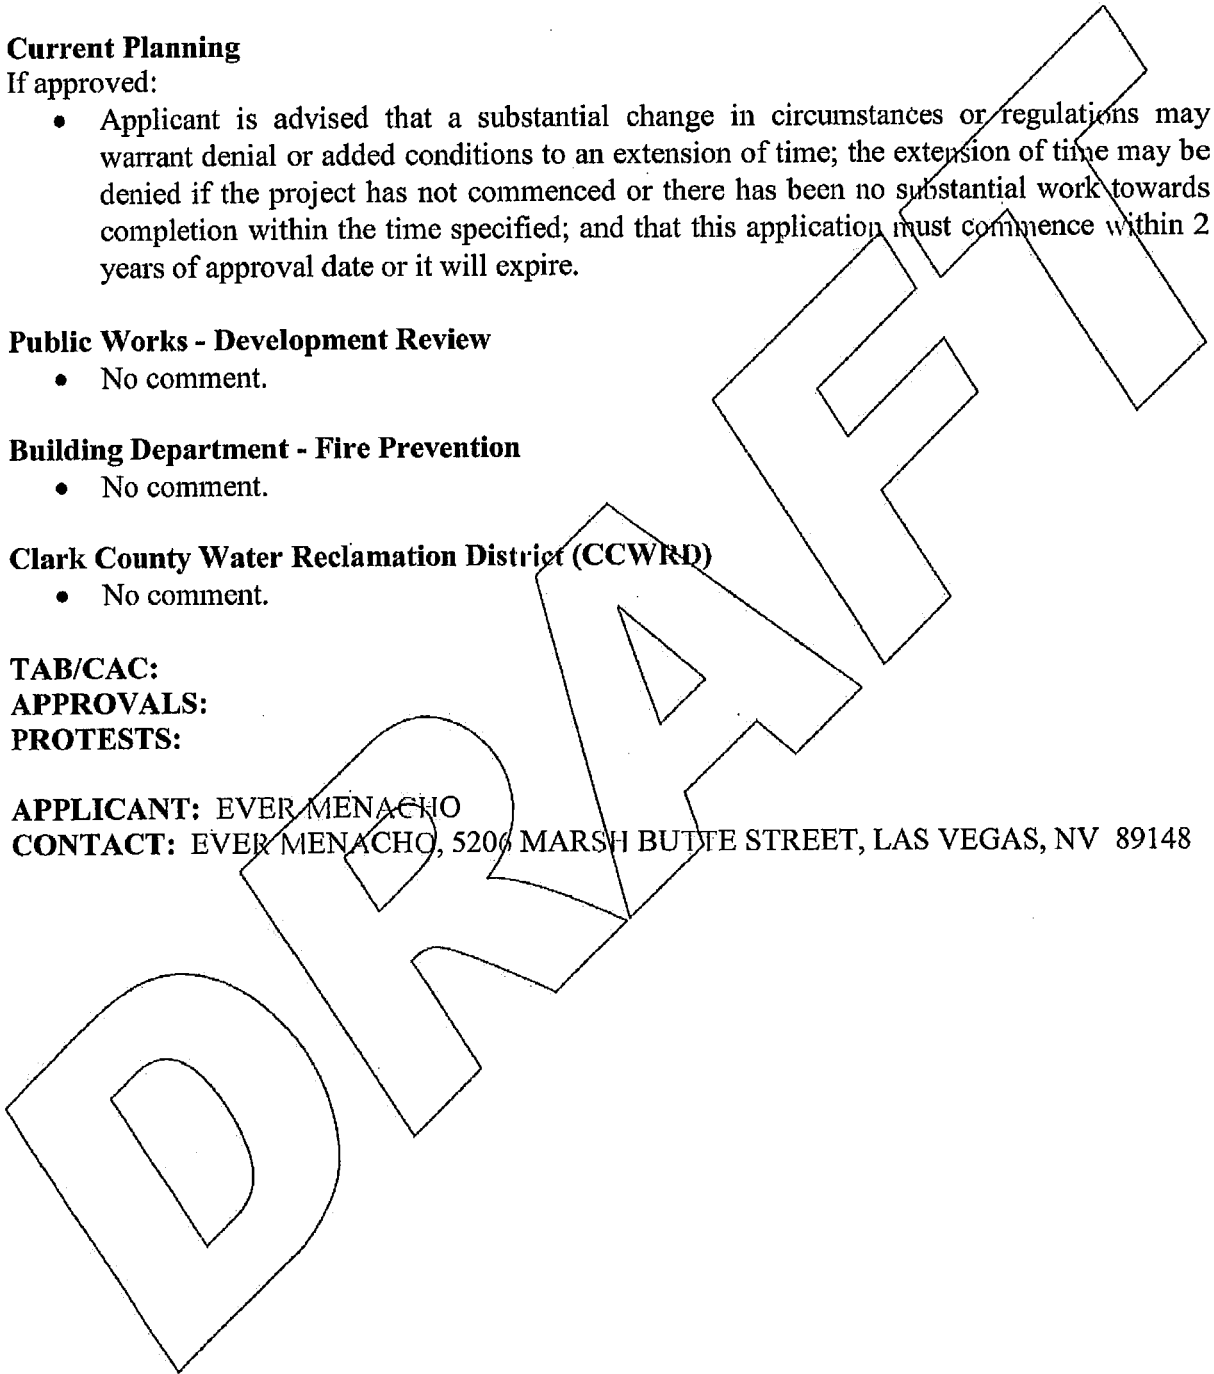 Current Planning
If approved:
• Applicant is advised that a substantial change in circumstances or regulations may
warrant denial or added conditions to an extension of time; the extension of time may be
denied if the project has not commenced or there has been no substantial work towards
completion within the time specified; and that this application must commence within 2
years of approval date or it will expire.
Public Works - Development Review
• No comment.
Building Department - Fire Prevention
• No comment.
Clark County Water Reclamation District (CCWRD)
• No comment.
TAB/CAC:
APPROVALS:
PROTESTS:
APPLICANT: EVER MENACHO
CONTACT: EVER MENACHO, 5206 MARSH BUTTE STREET, LAS VEGAS, NV 89148
DRAFT